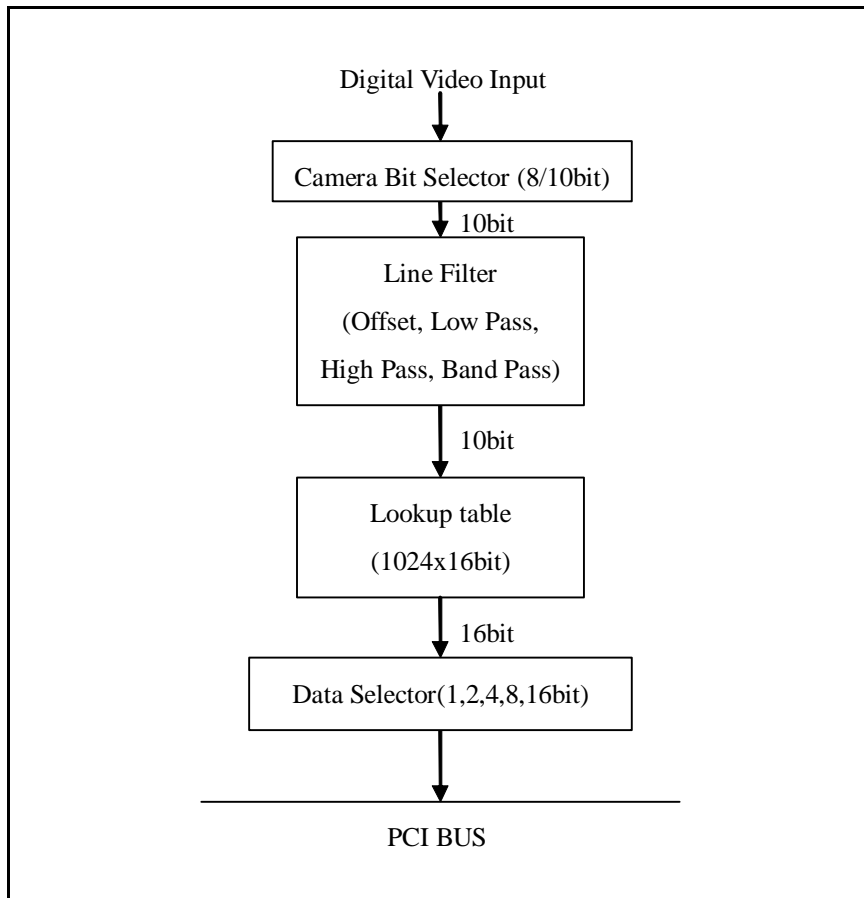 Digital Video Input
Camera Bit Selector (8/10bit)
10bit
Line Filter
(Offset, Low Pass,
High Pass, Band Pass)
10bit
Lookup table
(1024x16bit)
16bit
Data Selector(1,2,4,8,16bit)
PCI BUS